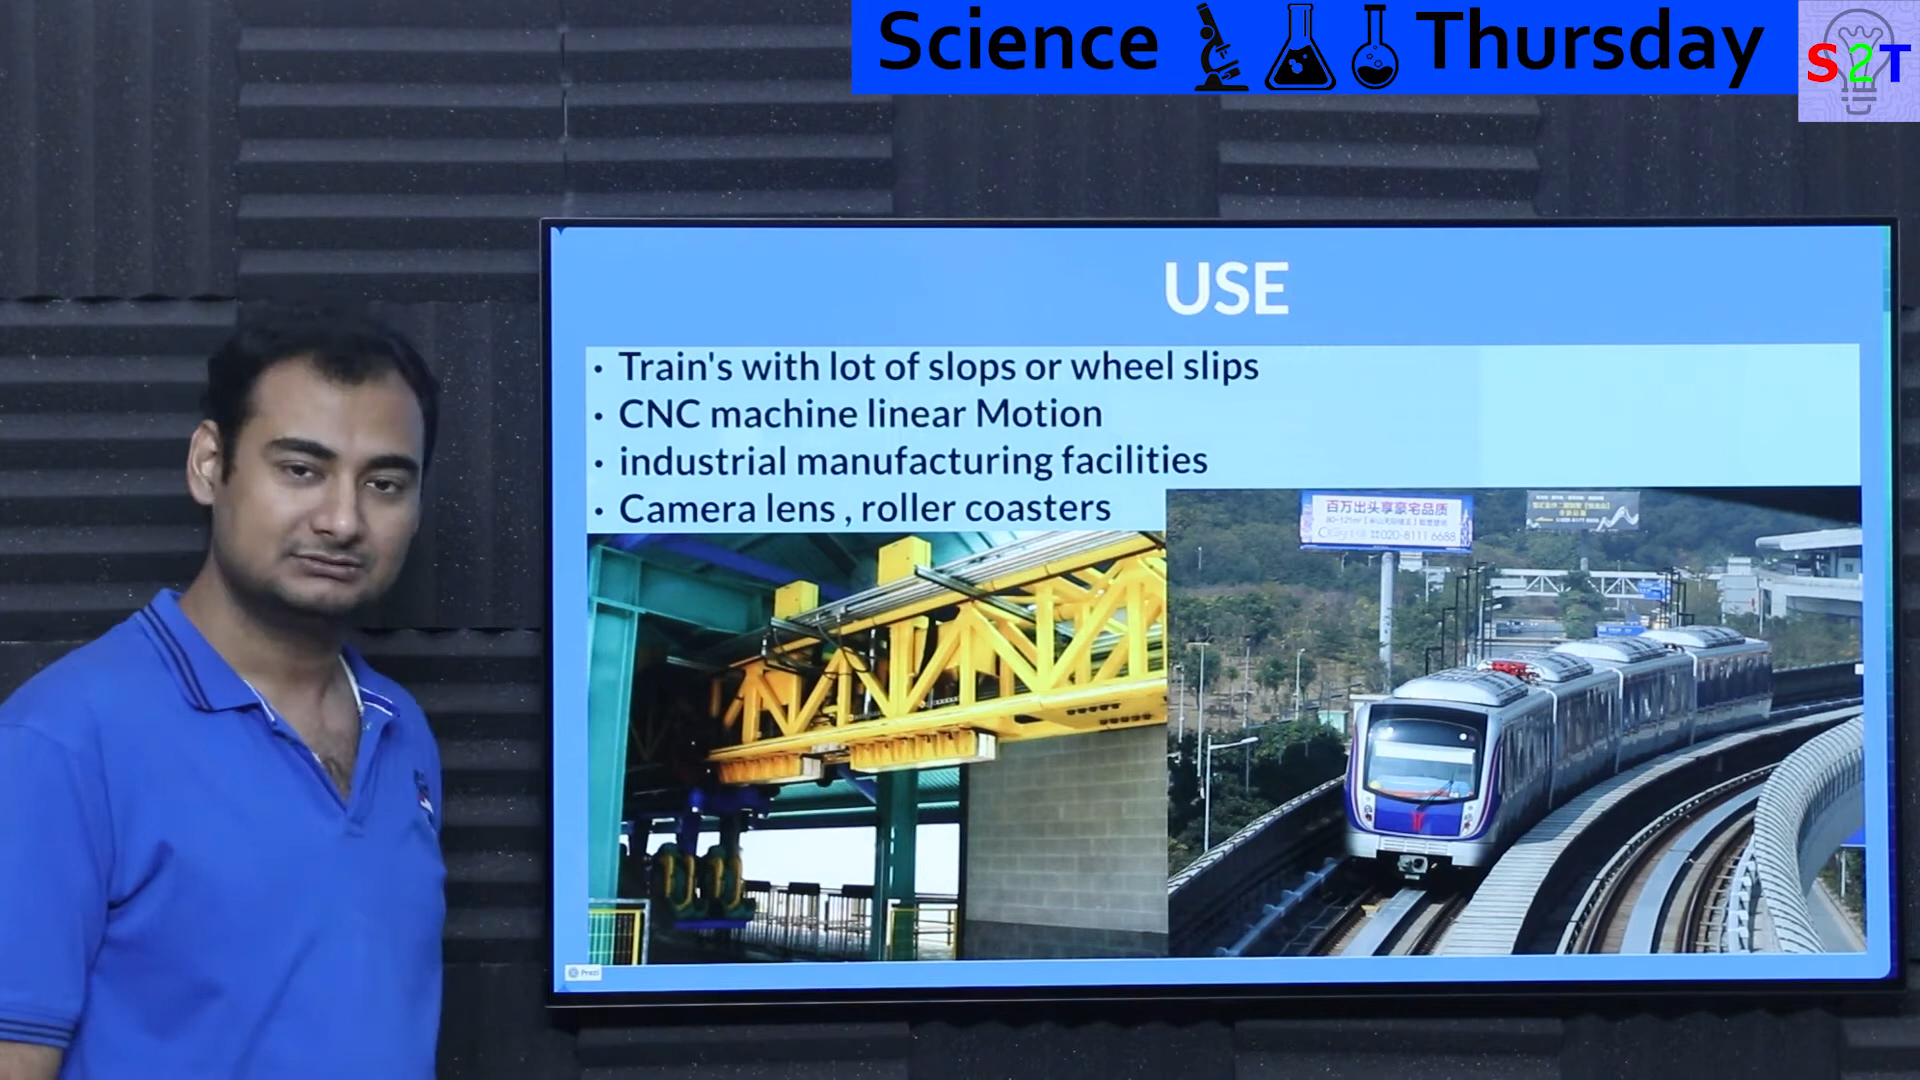 Science Thursday
S2T
USE
• Train's with lot of slops or wheel slips
• CNC machine linear Motion
• industrial manufacturing facilities
• Camera lens , roller coasters
百万出头享豪宅品质
020-8111 6688
Prezi